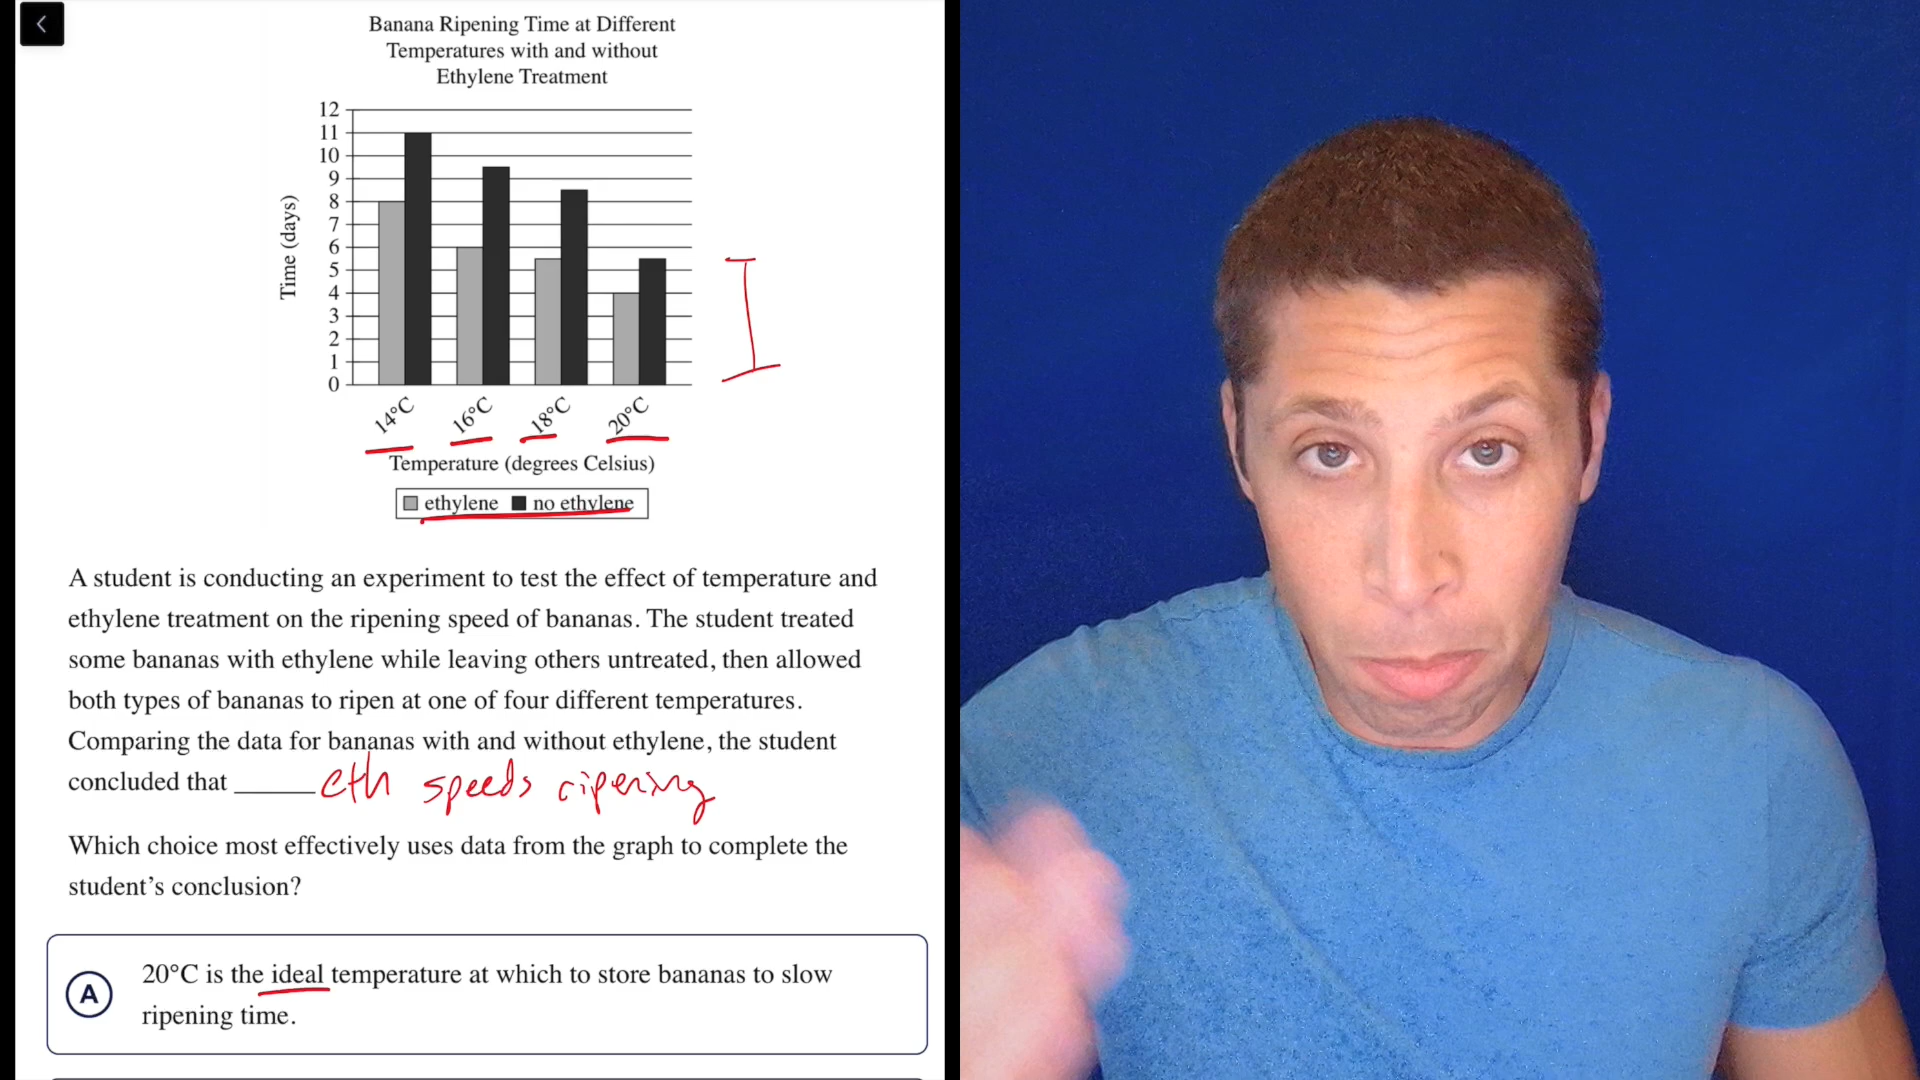 Banana Ripening Time at Different
Temperatures with and without
Ethylene Treatment
12
11
10
9
8
7
6
5
4
3
2
1
0
Time (days)
14°C 16°C 18°C 20°C
Temperature (degrees Celsius)
ethylene no ethylene
A student is conducting an experiment to test the effect of temperature and
ethylene treatment on the ripening speed of bananas. The student treated
some bananas with ethylene while leaving others untreated, then allowed
both types of bananas to ripen at one of four different temperatures.
Comparing the data for bananas with and without ethylene, the student
concluded that ______ eth speeds ripening
Which choice most effectively uses data from the graph to complete the
student's conclusion?
A
20°C is the ideal temperature at which to store bananas to slow
ripening time.